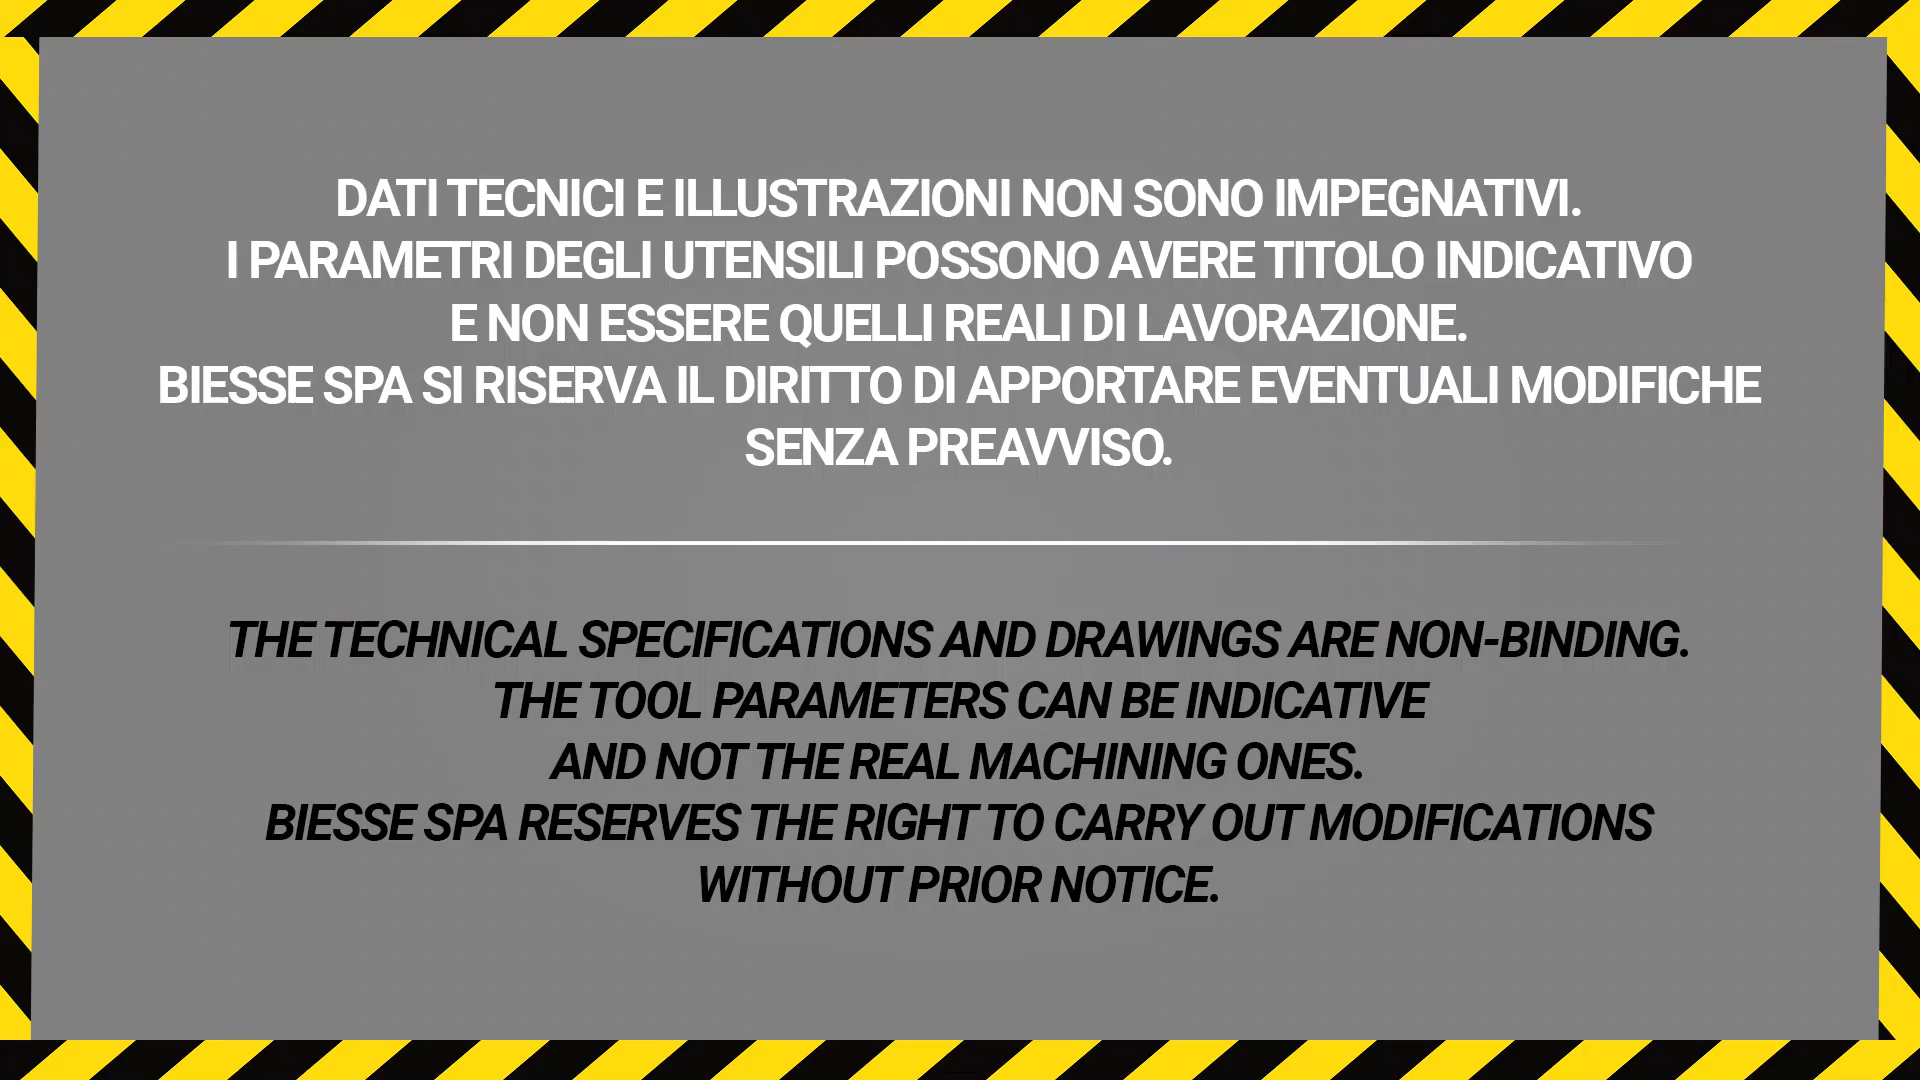 DATI TECNICI E ILLUSTRAZIONI NON SONO IMPEGNATIVI.
I PARAMETRI DEGLI UTENSILI POSSONO AVERE TITOLO INDICATIVO
E NON ESSERE QUELLI REALI DI LAVORAZIONE.
BIESSE SPA SI RISERVA IL DIRITTO DI APPORTARE EVENTUALI MODIFICHE
SENZA PREAVVISO.
THE TECHNICAL SPECIFICATIONS AND DRAWINGS ARE NON-BINDING.
THE TOOL PARAMETERS CAN BE INDICATIVE
AND NOT THE REAL MACHINING ONES.
BIESSE SPA RESERVES THE RIGHT TO CARRY OUT MODIFICATIONS
WITHOUT PRIOR NOTICE.